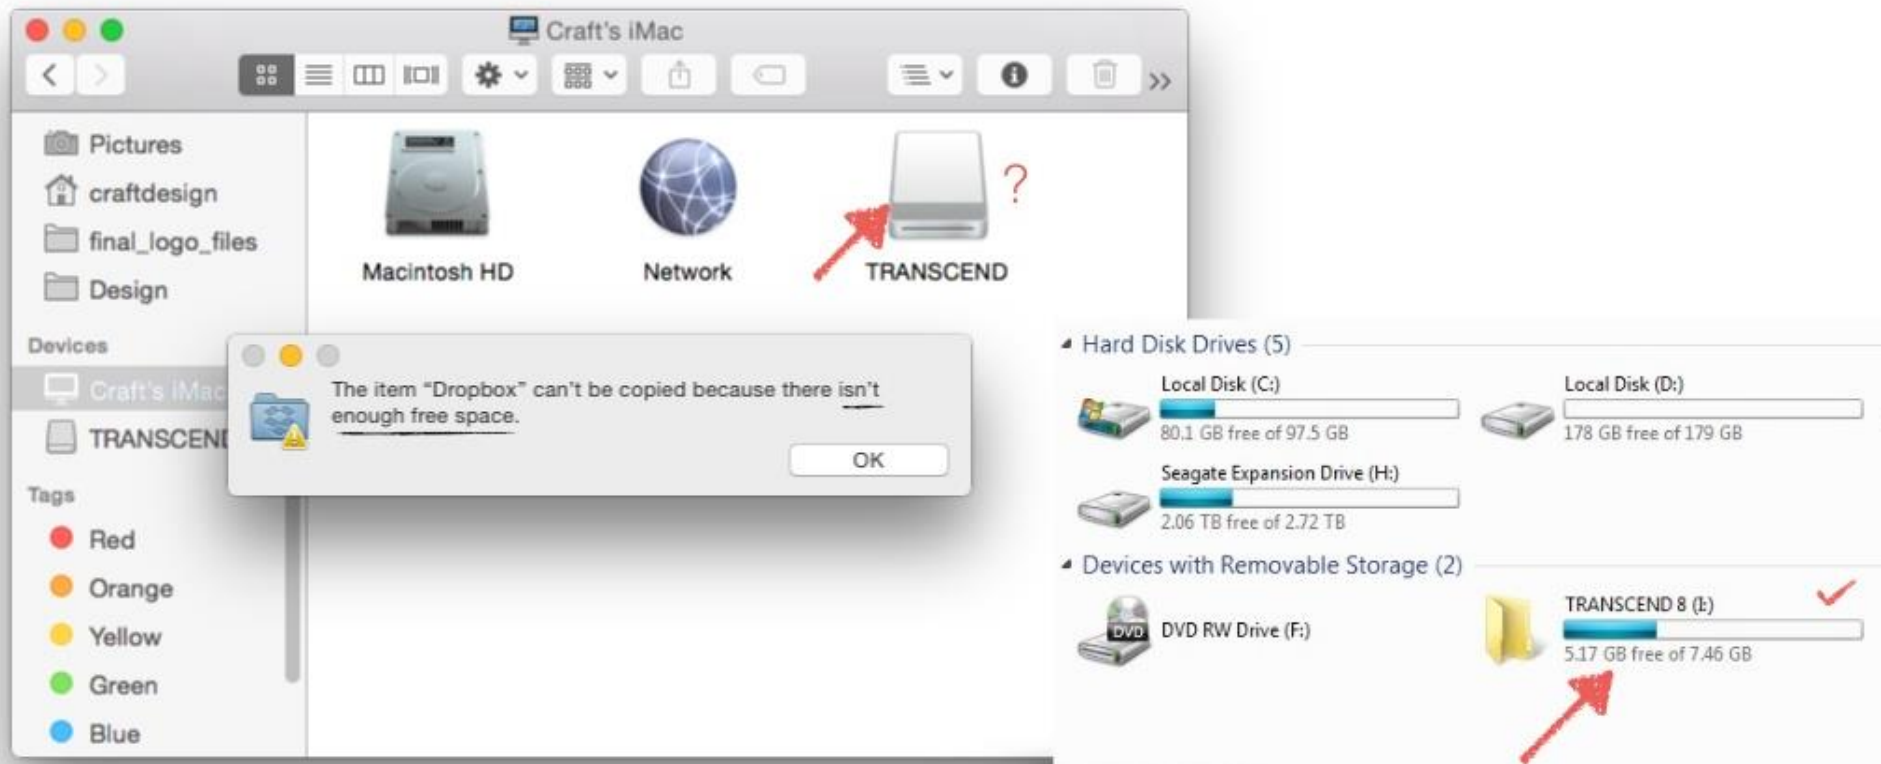 Craft's iMac
Pictures
craftdesign
final_logo_files
Design
Devices
Craft's iMac
TRANSCEND
Tags
Red
Orange
Yellow
Green
Blue
Macintosh HD
Network
TRANSCEND
?
The item “Dropbox” can't be copied because there isn't
enough free space.
OK
Hard Disk Drives (5)
Local Disk (C:)
80.1 GB free of 97.5 GB
Local Disk (D:)
178 GB free of 179 GB
Seagate Expansion Drive (H:)
2.06 TB free of 2.72 TB
Devices with Removable Storage (2)
DVD
DVD RW Drive (F:)
TRANSCEND 8 (I:)
5.17 GB free of 7.46 GB